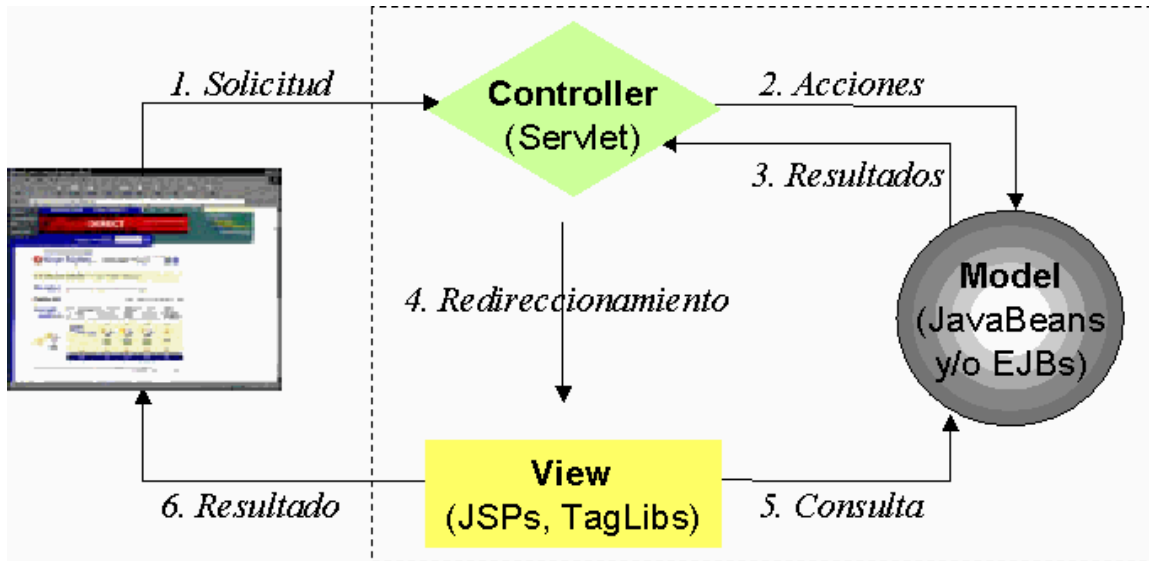 1. Solicitud
Controller
(Servlet)
2. Acciones
3. Resultados
DIRECT
4. Redireccionamiento
Model
(JavaBeans
y/o EJBs)
View
(JSPs, TagLibs)
5. Consulta
6. Resultado